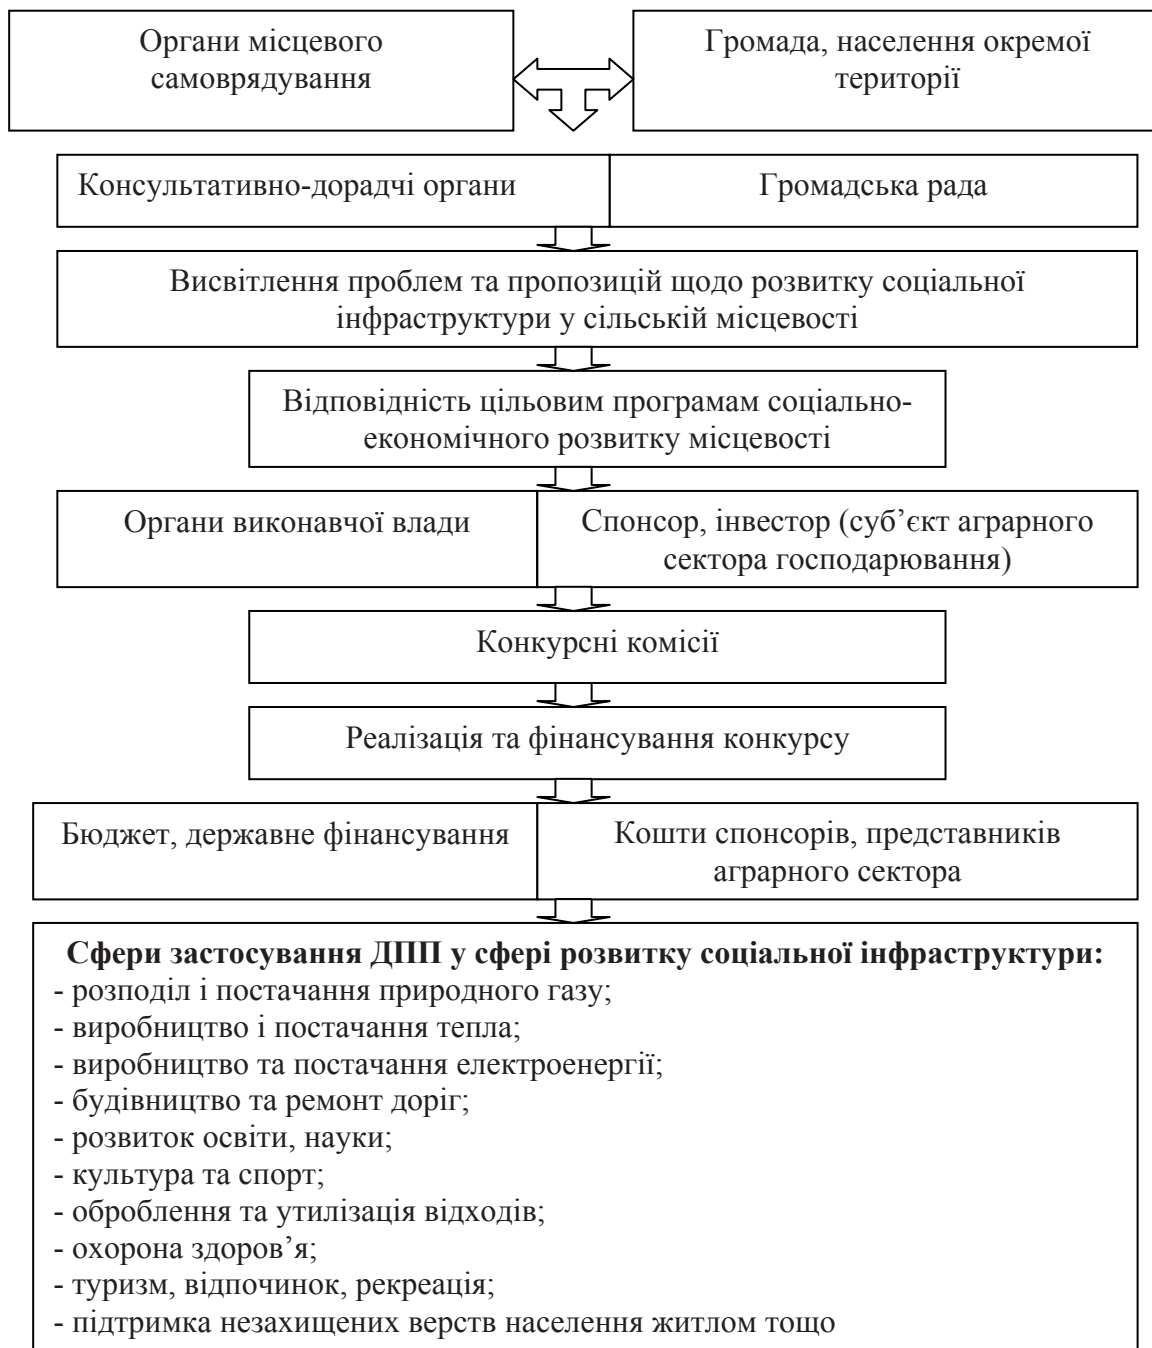 Органи місцевого
самоврядування
Громада, населення окремої
території
Консультативно-дорадчі органи
Громадська рада
Висвітлення проблем та пропозицій щодо розвитку соціальної
інфраструктури у сільській місцевості
Відповідність цільовим програмам соціально-
економічного розвитку місцевості
Органи виконавчої влади
Спонсор, інвестор (суб’єкт аграрного
сектора господарювання)
Конкурсні комісії
Реалізація та фінансування конкурсу
Бюджет, державне фінансування
Кошти спонсорів, представників
аграрного сектора
Сфери застосування ДПП у сфері розвитку соціальної інфраструктури:
- розподіл і постачання природного газу;
- виробництво і постачання тепла;
- виробництво та постачання електроенергії;
- будівництво та ремонт доріг;
- розвиток освіти, науки;
- культура та спорт;
- оброблення та утилізація відходів;
- охорона здоров’я;
- туризм, відпочинок, рекреація;
- підтримка незахищених верств населення житлом тощо